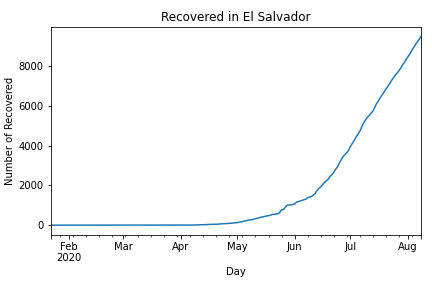 Recovered in El Salvador
Number of Recovered
8000
6000
4000
2000
0
Feb Mar Apr May Jun Jul Aug
2020
Day